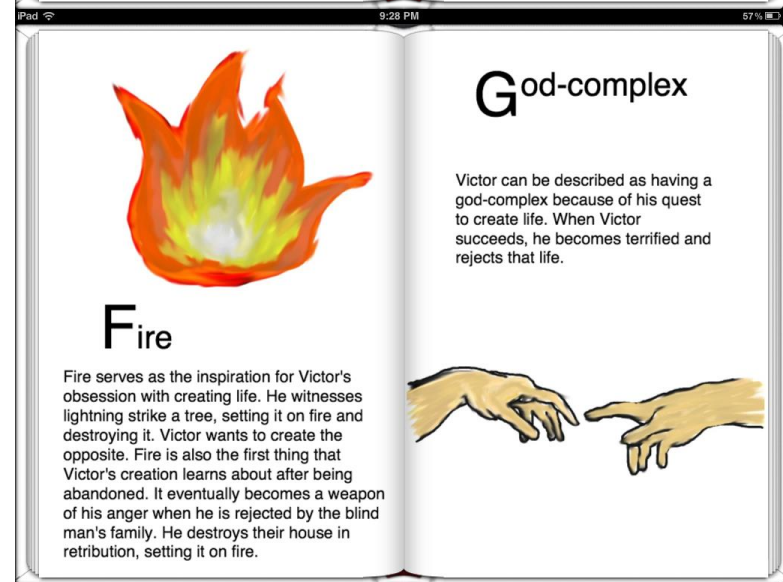 iPad 9:28 PM 57%
Fire
Fire serves as the inspiration for Victor's
obsession with creating life. He witnesses
lightning strike a tree, setting it on fire and
destroying it. Victor wants to create the
opposite. Fire is also the first thing that
Victor's creation learns about after being
abandoned. It eventually becomes a weapon
of his anger when he is rejected by the blind
man's family. He destroys their house in
retribution, setting it on fire.
God-complex
Victor can be described as having a
god-complex because of his quest
to create life. When Victor
succeeds, he becomes terrified and
rejects that life.